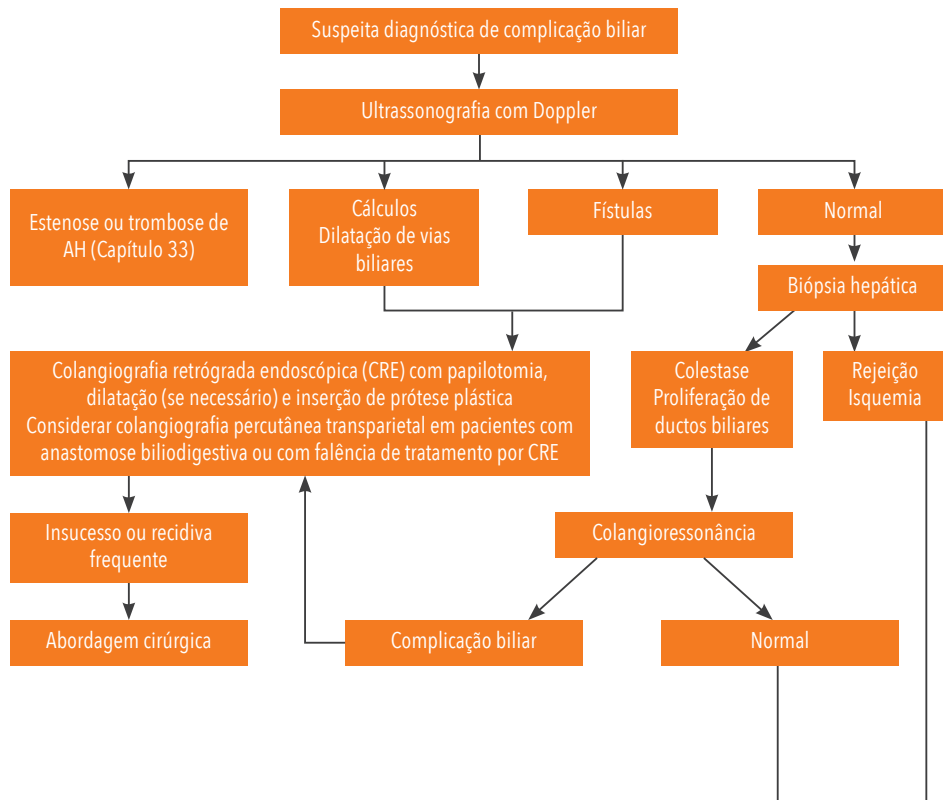 Suspeita diagnóstica de complicação biliar
Ultrassonografia com Doppler
Estenose ou trombose de
AH (Capítulo 33)
Cálculos
Dilatação de vias
biliares
Fístulas
Normal
Biópsia hepática
Colangiografia retrógrada endoscópica (CRE) com papilotomia,
dilatação (se necessário) e inserção de prótese plástica
Considerar colangiografia percutânea transparietal em pacientes com
anastomose biliodigestiva ou com falência de tratamento por CRE
Colestase
Proliferação de
ductos biliares
Rejeição
Isquemia
Insucesso ou recidiva
frequente
Colangioressonância
Abordagem cirúrgica
Complicação biliar
Normal